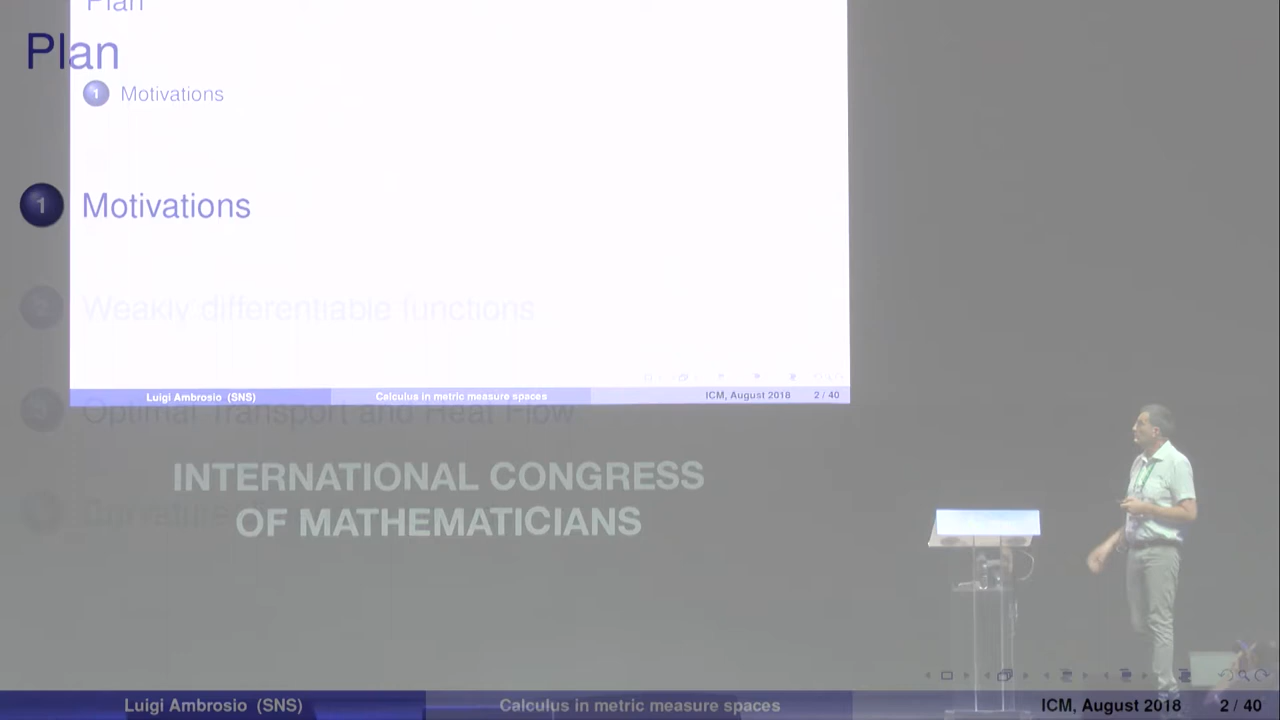 Plan
Plan
1 Motivations
1 Motivations
2 Weakly differentiable functions
Luigi Ambrosio (SNS) Calculus in metric measure spaces ICM, August 2018 2 / 40
3 Optimal Transport and Heat Flow
INTERNATIONAL CONGRESS
OF MATHEMATICIANS
Luigi Ambrosio (SNS) Calculus in metric measure spaces ICM, August 2018 2 / 40